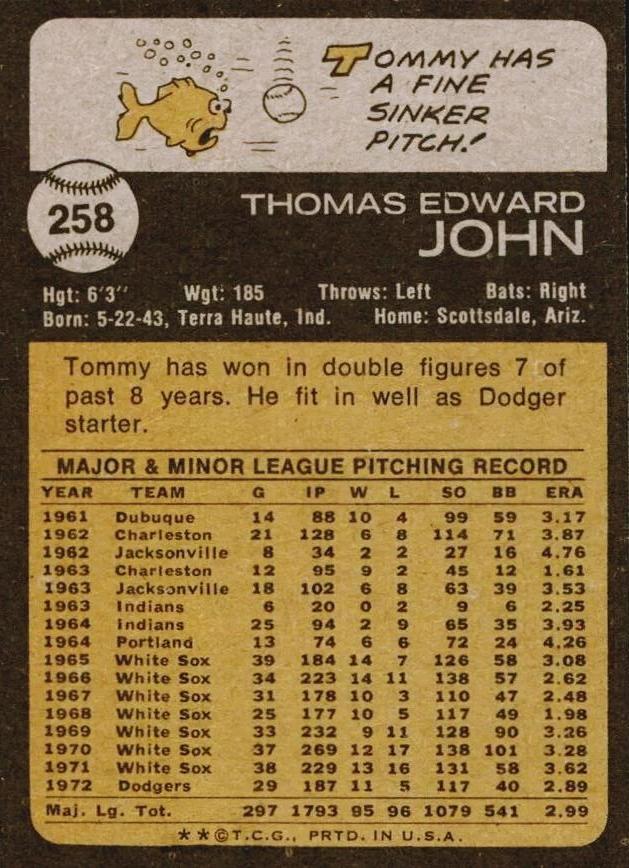 TOMMY HAS
A FINE
SINKER
PITCH!
258
THOMAS EDWARD
JOHN
Hgt: 6'3" Wgt: 185 Throws: Left Bats: Right
Born: 5-22-43, Terra Haute, Ind. Home: Scottsdale, Ariz.
Tommy has won in double figures 7 of
past 8 years. He fit in well as Dodger
starter.
MAJOR & MINOR LEAGUE PITCHING RECORD
YEAR TEAM G IP W L SO BB ERA
1961 Dubuque 14 88 10 4 99 59 3.17
1962 Charleston 21 128 6 8 114 71 3.87
1962 Jacksonville 8 34 2 2 27 16 4.76
1963 Charleston 12 95 9 2 45 12 1.61
1963 Jacksonville 18 102 6 8 63 39 3.53
1963 Indians 6 20 0 2 9 6 2.25
1964 Indians 25 94 2 9 65 35 3.93
1964 Portland 13 74 6 6 72 24 4.26
1965 White Sox 39 184 14 7 126 58 3.08
1966 White Sox 34 223 14 11 138 57 2.62
1967 White Sox 31 178 10 3 110 47 2.48
1968 White Sox 25 177 10 5 117 49 1.98
1969 White Sox 33 232 9 11 128 90 3.26
1970 White Sox 37 269 12 17 138 101 3.28
1971 White Sox 38 229 13 16 131 58 3.62
1972 Dodgers 29 187 11 5 117 40 2.89
Maj. Lg. Tot. 297 1793 95 96 1079 541 2.99
**©T.C.G., PRTD. IN U.S.A.